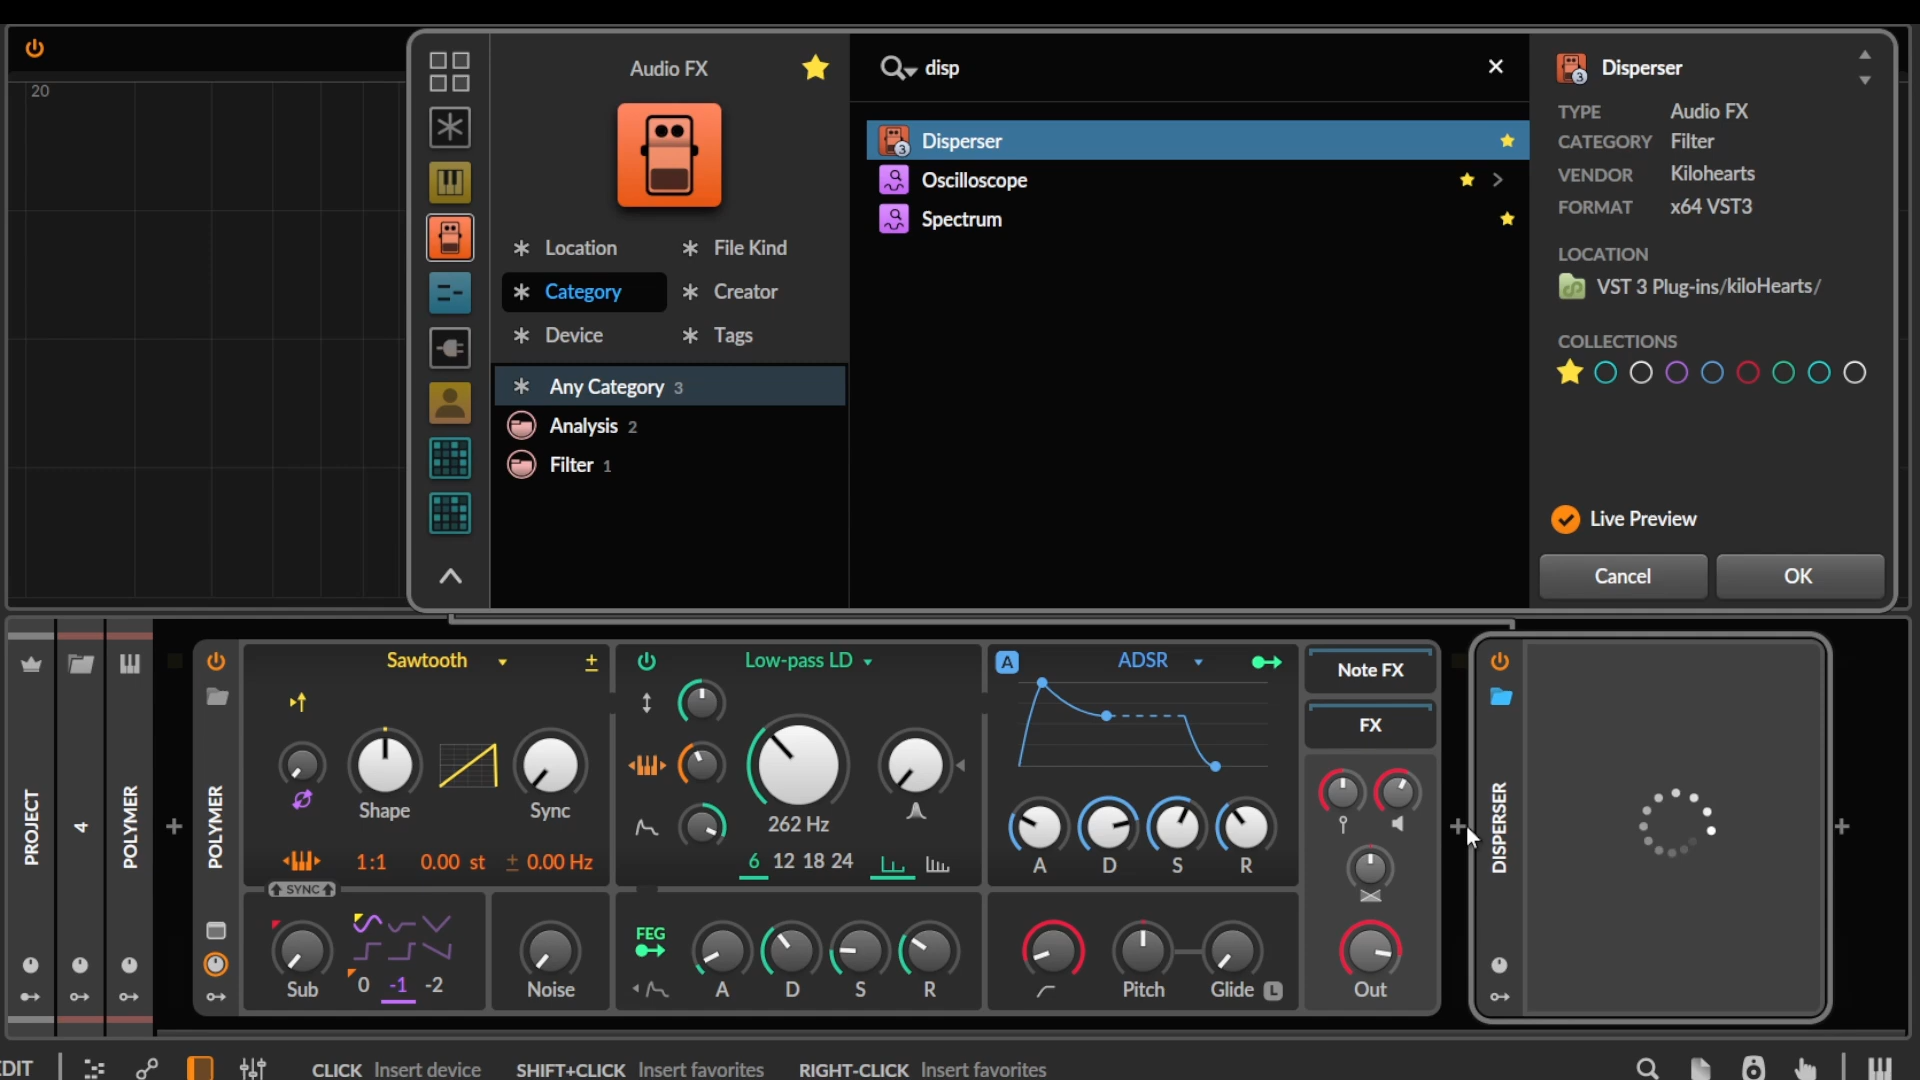 20
Audio FX
Location
File Kind
Category
Creator
Device
Tags
Any Category 3
Analysis 2
Filter 1
disp
Disperser
Oscilloscope
Spectrum
Disperser
TYPE Audio FX
CATEGORY Filter
VENDOR Kilohearts
FORMAT x64 VST3
LOCATION
VST 3 Plug-ins/kiloHearts/
COLLECTIONS
Live Preview
Cancel
OK
PROJECT
4
POLYMER
POLYMER
Sawtooth
Shape
Sync
1:1 0.00 st ± 0.00 Hz
SYNC
Sub
0 -1 -2
Noise
Low-pass LD
262 Hz
6 12 18 24
FEG
A D S R
A
ADSR
A D S R
Pitch
Glide L
Note FX
FX
Out
DISPERSER
EDIT
CLICK Insert device
SHIFT+CLICK Insert favorites
RIGHT-CLICK Insert favorites